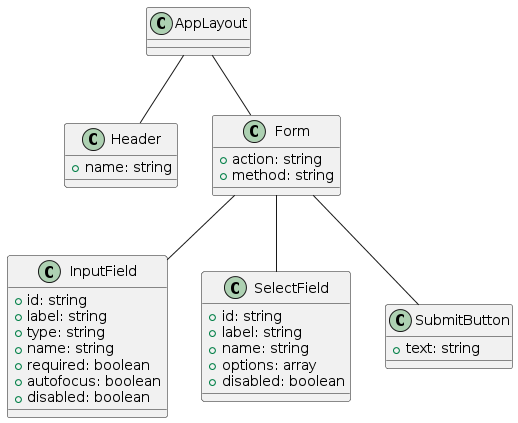 C AppLayout
C Header
+ name: string
C Form
+ action: string
+ method: string
C InputField
+ id: string
+ label: string
+ type: string
+ name: string
+ required: boolean
+ autofocus: boolean
+ disabled: boolean
C SelectField
+ id: string
+ label: string
+ name: string
+ options: array
+ disabled: boolean
C SubmitButton
+ text: string